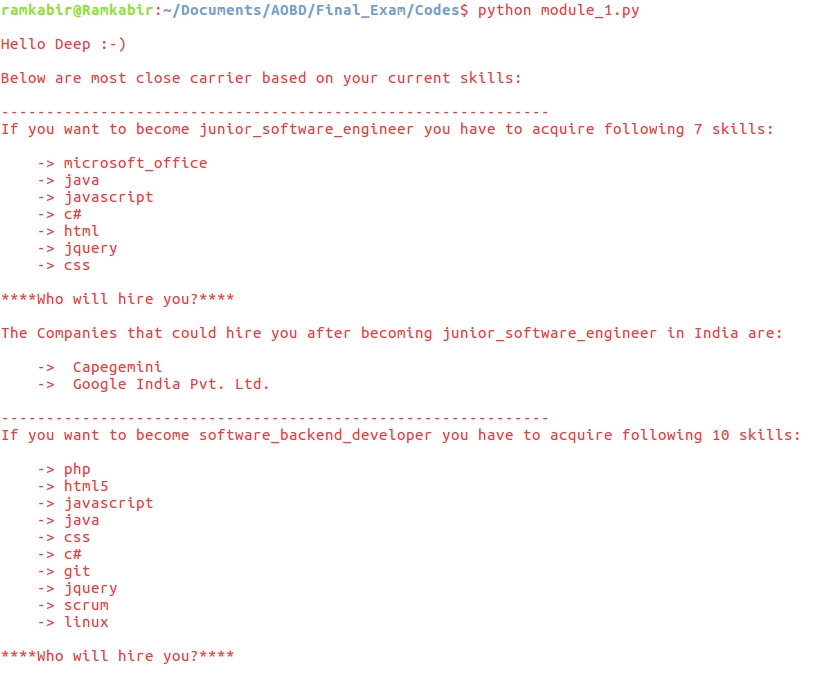 ramkabir@Ramkabir:~/Documents/AOBD/Final_Exam/Codes$ python module_1.py
Hello Deep :-)
Below are most close carrier based on your current skills:
-------------------------------------------------------------
If you want to become junior_software_engineer you have to acquire following 7 skills:
-> microsoft_office
-> java
-> javascript
-> c#
-> html
-> jquery
-> css
****Who will hire you?****
The Companies that could hire you after becoming junior_software_engineer in India are:
->  Capegemini
->  Google India Pvt. Ltd.
-------------------------------------------------------------
If you want to become software_backend_developer you have to acquire following 10 skills:
-> php
-> html5
-> javascript
-> java
-> css
-> c#
-> git
-> jquery
-> scrum
-> linux
****Who will hire you?****